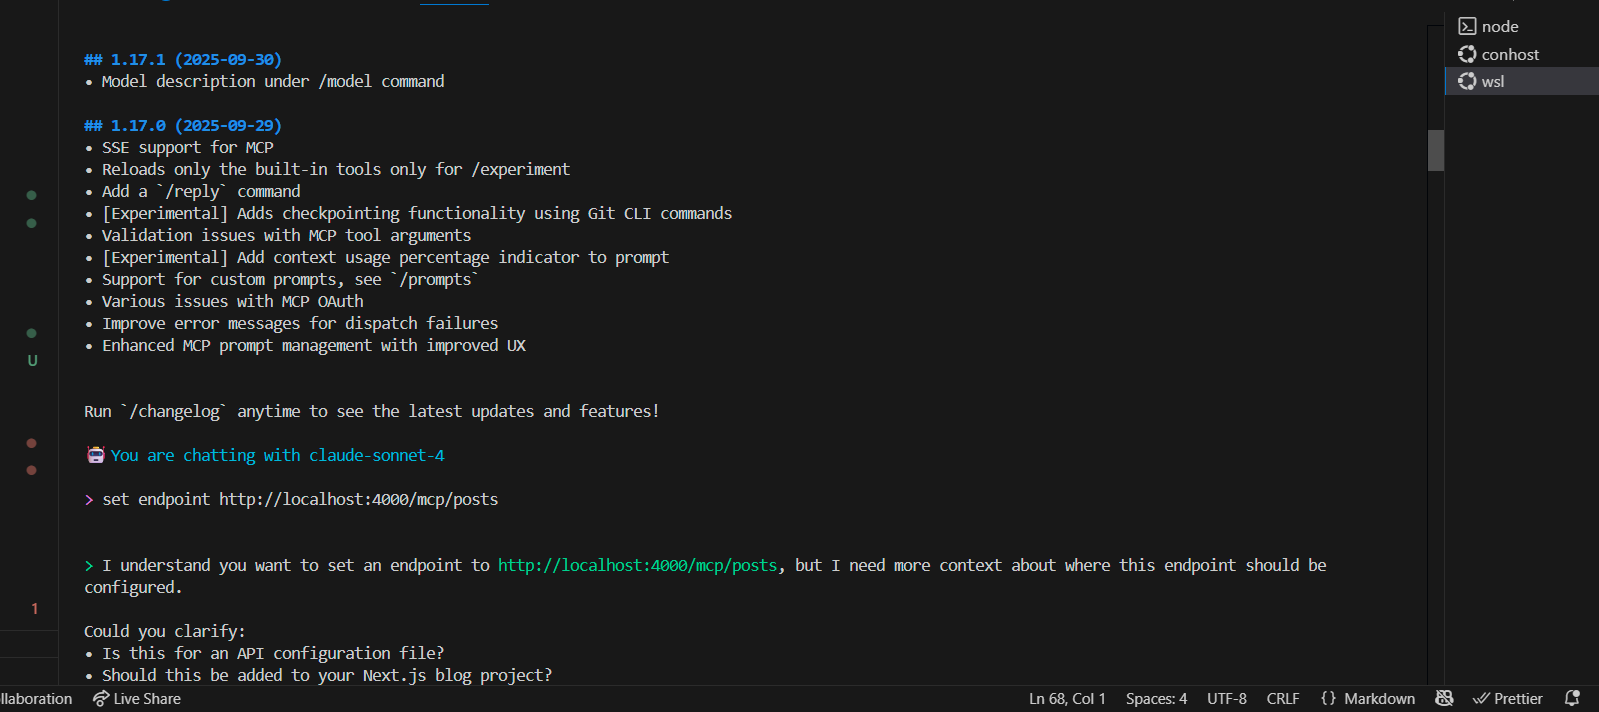 ## 1.17.1 (2025-09-30)
• Model description under /model command
## 1.17.0 (2025-09-29)
• SSE support for MCP
• Reloads only the built-in tools only for /experiment
• Add a `/reply` command
• [Experimental] Adds checkpointing functionality using Git CLI commands
• Validation issues with MCP tool arguments
• [Experimental] Add context usage percentage indicator to prompt
• Support for custom prompts, see `/prompts`
• Various issues with MCP OAuth
• Improve error messages for dispatch failures
• Enhanced MCP prompt management with improved UX
Run `/changelog` anytime to see the latest updates and features!
You are chatting with claude-sonnet-4
> set endpoint http://localhost:4000/mcp/posts
> I understand you want to set an endpoint to http://localhost:4000/mcp/posts, but I need more context about where this endpoint should be
configured.
Could you clarify:
• Is this for an API configuration file?
• Should this be added to your Next.js blog project?
U
1
node
conhost
wsl
llaboration
Live Share
Ln 68, Col 1
Spaces: 4
UTF-8
CRLF
{} Markdown
Prettier